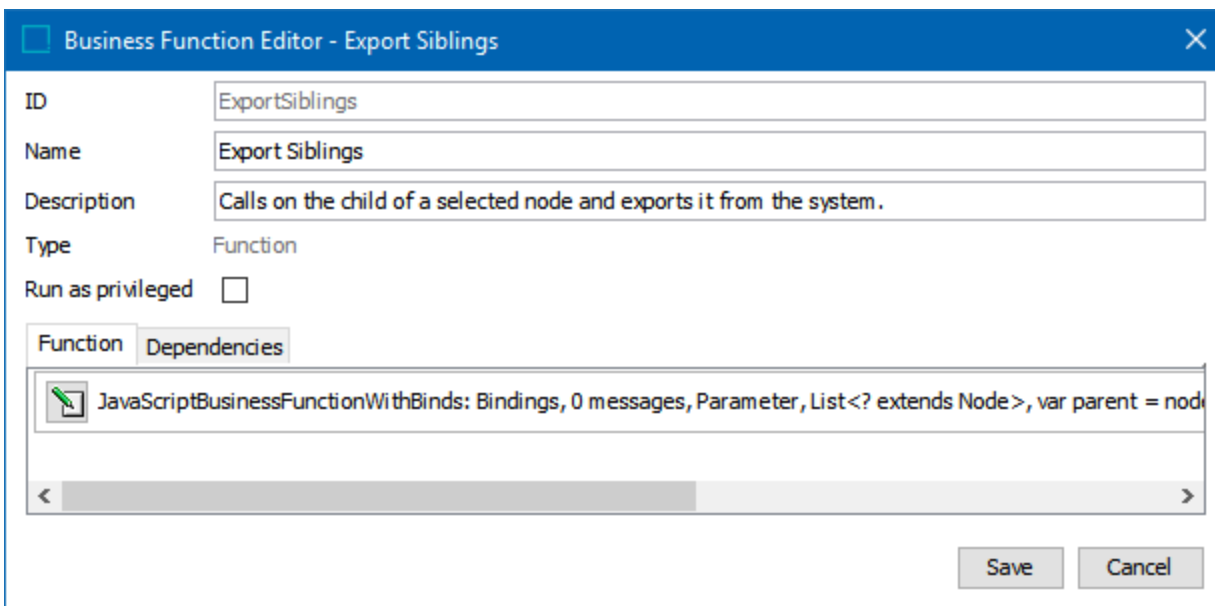 Business Function Editor - Export Siblings
ID ExportSiblings
Name Export Siblings
Description Calls on the child of a selected node and exports it from the system.
Type Function
Run as privileged
Function Dependencies
JavaScriptBusinessFunctionWithBinds: Bindings, 0 messages, Parameter, List<? extends Node>, var parent = node
Save Cancel